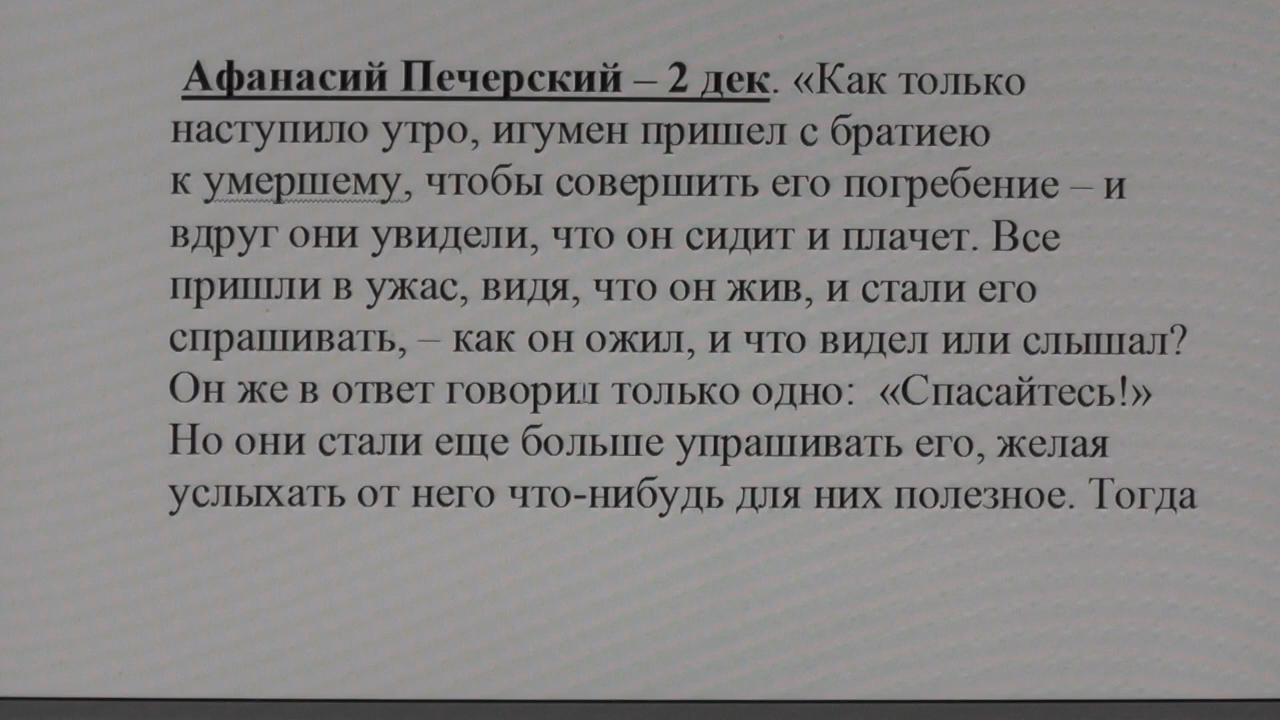 Афанасий Печерский – 2 дек. «Как только
наступило утро, игумен пришел с братиею
к умершему, чтобы совершить его погребение – и
вдруг они увидели, что он сидит и плачет. Все
пришли в ужас, видя, что он жив, и стали его
спрашивать, – как он ожил, и что видел или слышал?
Он же в ответ говорил только одно:  «Спасайтесь!»
Но они стали еще больше упрашивать его, желая
услыхать от него что-нибудь для них полезное. Тогда